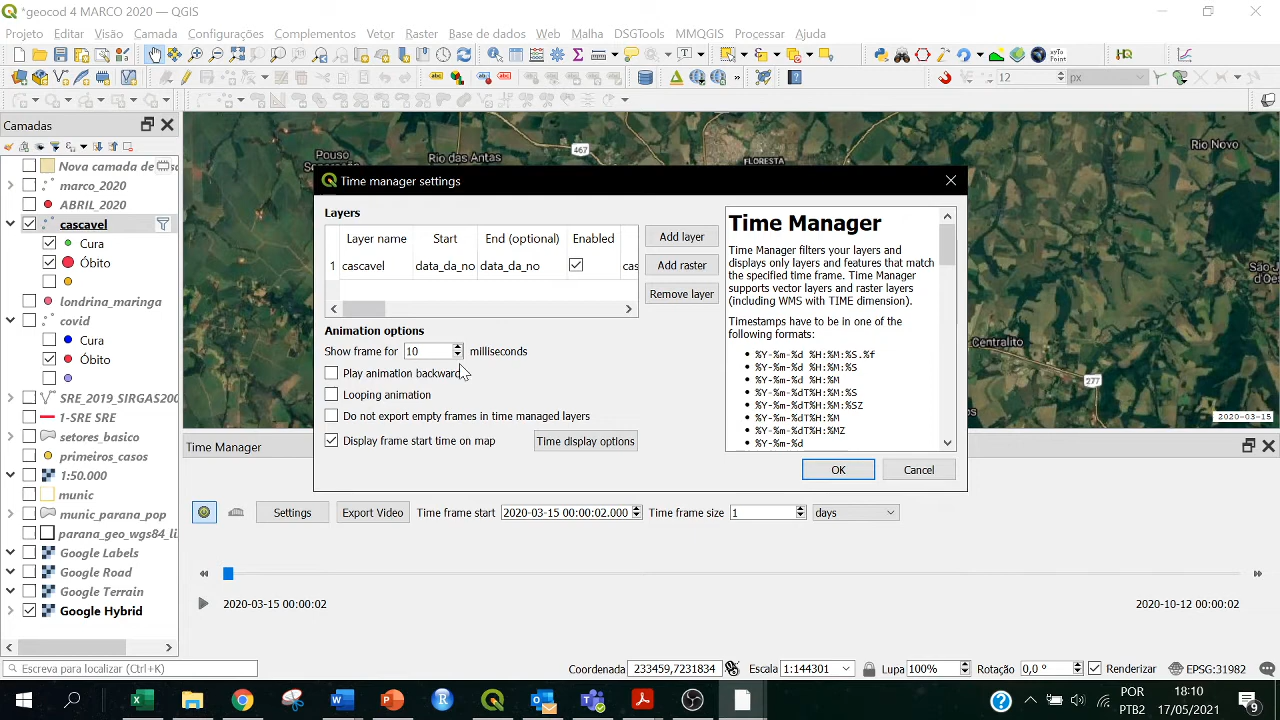 *geocod 4 MARCO 2020 — QGIS
Projeto Editar Visão Camada Configurações Complementos Vetor Raster Base de dados Web Malha DSGTools MMQGIS Processar Ajuda
12 px
Camadas
Nova camada de
marco_2020
ABRIL_2020
cascavel
Cura
Óbito
londrina_maringa
covid
Cura
Óbito
SRE_2019_SIRGAS200
1-SRE SRE
setores_basico
primeiros_casos
1:50.000
munic
munic_parana_pop
parana_geo_wgs84_li
Google Labels
Google Road
Google Terrain
Google Hybrid
Pouso
Rio das Antas
467
FLORESTA
Rio Novo
Centralito
277
2020-03-15
Time manager settings
Layers
Layer name Start End (optional) Enabled
1 cascavel data_da_no data_da_no cas
Add layer
Add raster
Remove layer
Animation options
Show frame for 10 milliseconds
Play animation backward
Looping animation
Do not export empty frames in time managed layers
Display frame start time on map Time display options
Time Manager
Time Manager filters your layers and
displays only layers and features that match
the specified time frame. Time Manager
supports vector layers and raster layers
(including WMS with TIME dimension).
Timestamps have to be in one of the
following formats:
%Y-%m-%d %H:%M:%S.%f
%Y-%m-%d %H:%M:%S
%Y-%m-%d %H:%M
%Y-%m-%dT%H:%M:%S
%Y-%m-%dT%H:%M:%SZ
%Y-%m-%dT%H:%M
%Y-%m-%dT%H:%MZ
%Y-%m-%d
OK Cancel
Time Manager
Settings Export Video Time frame start 2020-03-15 00:00:02.000 Time frame size 1 days
2020-03-15 00:00:02 2020-10-12 00:00:02
Escreva para localizar (Ctrl+K) Coordenada 233459,7231834 Escala 1:144301 Lupa 100% Rotação 0,0 ° Renderizar EPSG:31982
POR
PTB2
18:10
17/05/2021
9